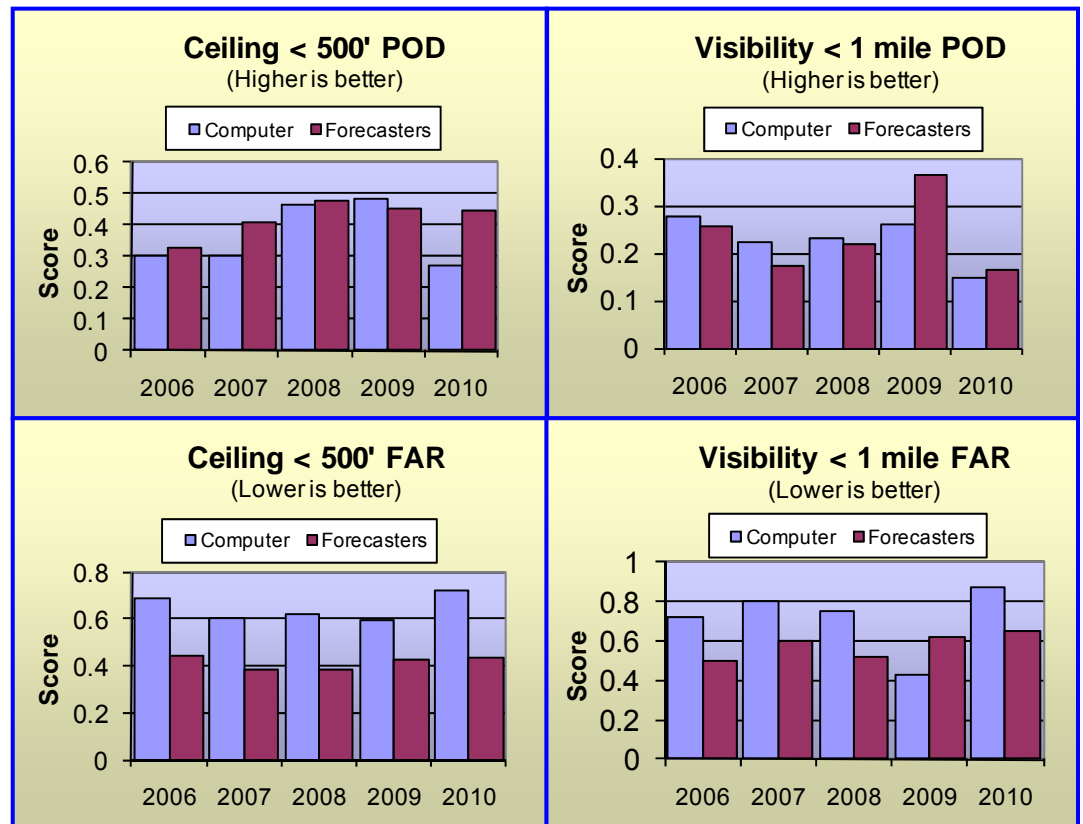 Ceiling < 500' POD
(Higher is better)
Computer Forecasters
0.6
0.5
0.4
0.3
0.2
0.1
0
Score
2006 2007 2008 2009 2010
Visibility < 1 mile POD
(Higher is better)
Computer Forecasters
0.4
0.3
0.2
0.1
0
Score
2006 2007 2008 2009 2010
Ceiling < 500' FAR
(Lower is better)
Computer Forecasters
0.8
0.6
0.4
0.2
0
Score
2006 2007 2008 2009 2010
Visibility < 1 mile FAR
(Lower is better)
Computer Forecasters
1
0.8
0.6
0.4
0.2
0
Score
2006 2007 2008 2009 2010